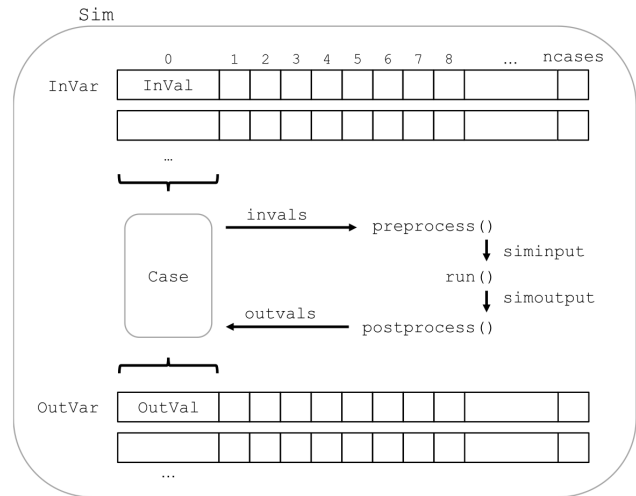 Sim
0 1 2 3 4 5 6 7 8 ... ncases
InVar InVal
...
invals
preprocess()
siminput
Case
run()
simoutput
outvals
postprocess()
OutVar OutVal
...